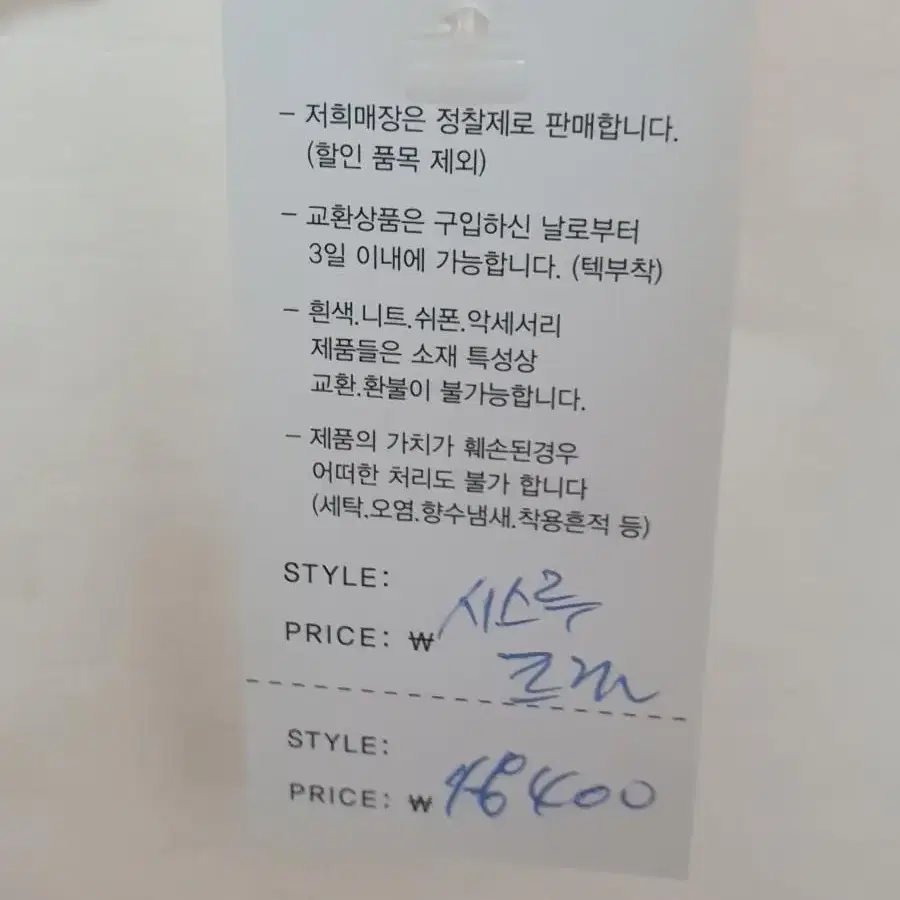 - 저희매장은 정찰제로 판매합니다.
(할인 품목 제외)
- 교환상품은 구입하신 날로부터
3일 이내에 가능합니다. (텍부착)
- 흰색.니트.쉬폰.악세서리
제품들은 소재 특성상
교환.환불이 불가능합니다.
- 제품의 가치가 훼손된경우
어떠한 처리도 불가 합니다
(세탁.오염.향수냄새.착용흔적 등)
STYLE:
시스루
PRICE: ₩
STYLE:
PRICE: ₩